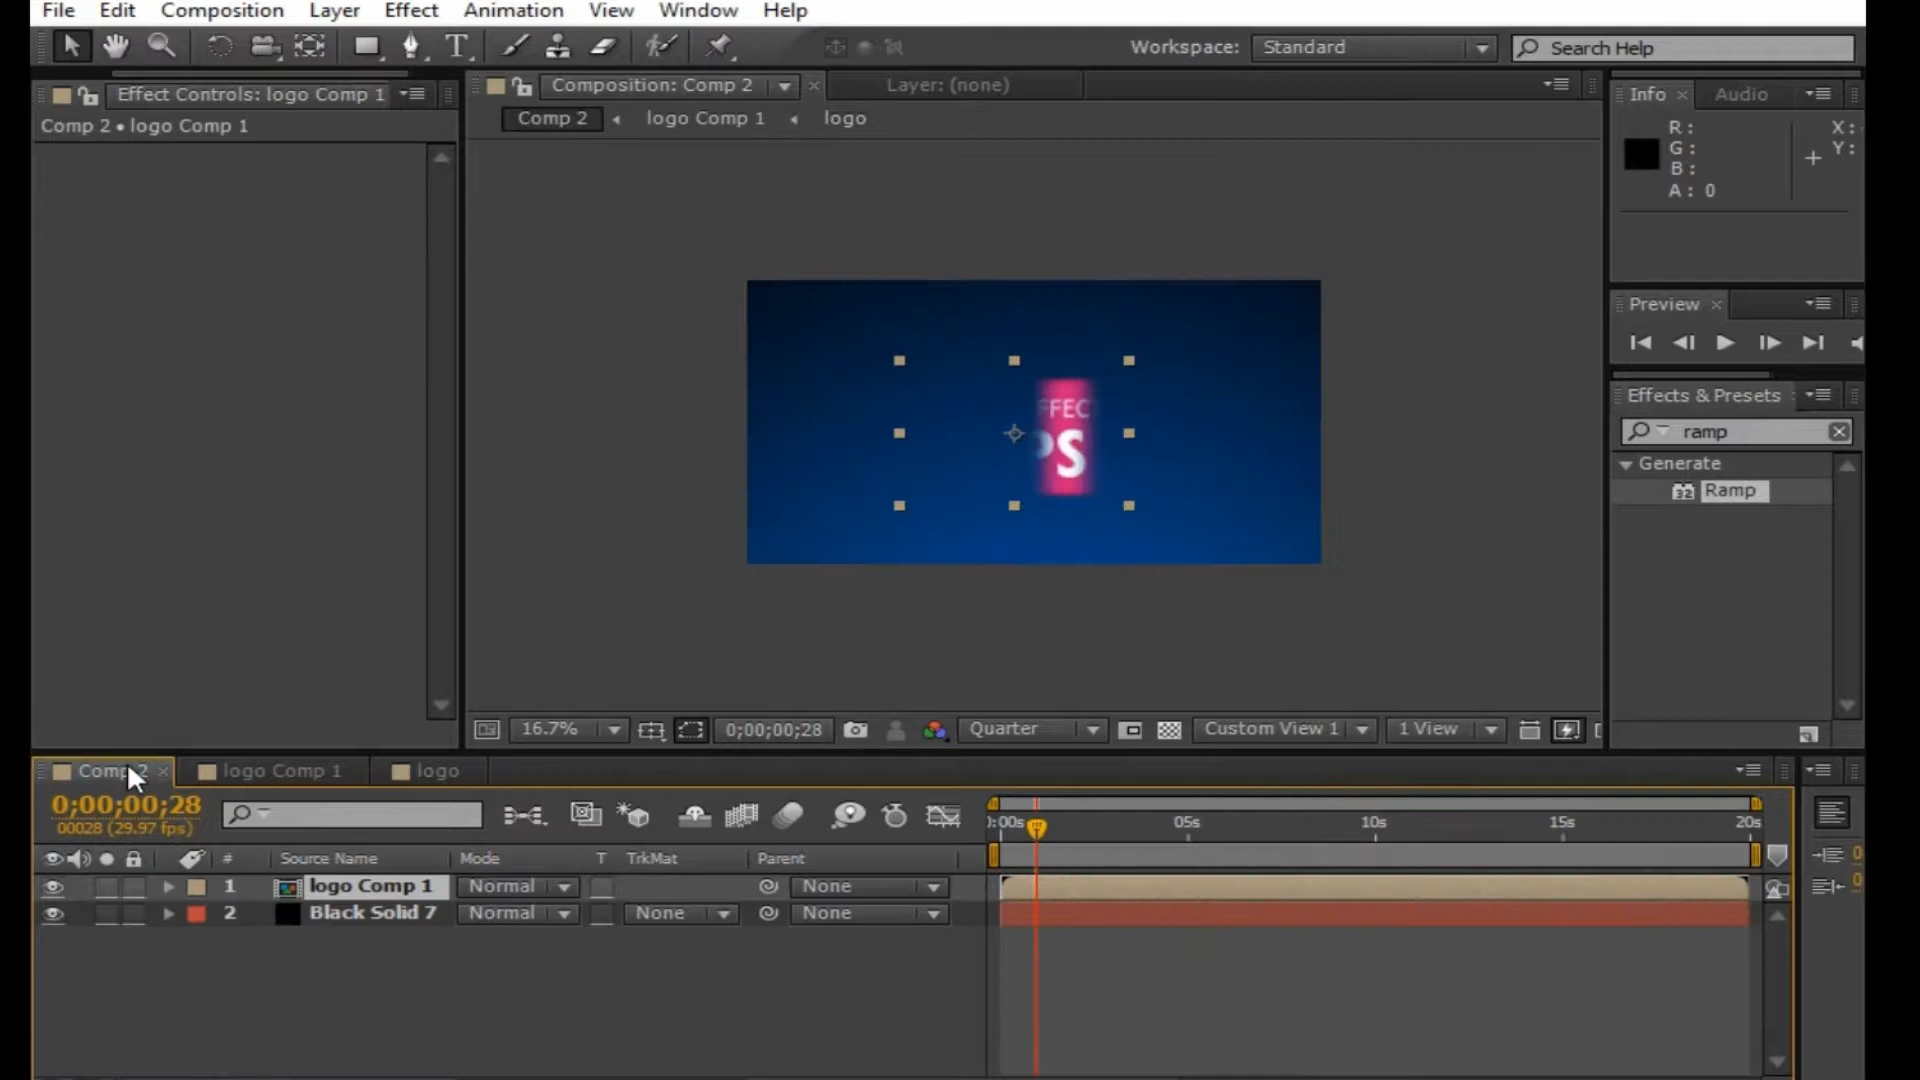 File Edit Composition Layer Effect Animation View Window Help
Workspace: Standard Search Help
Effect Controls: logo Comp 1
Comp 2 • logo Comp 1
Composition: Comp 2 Layer: (none)
Comp 2 logo Comp 1 logo
Info Audio
R: X:
G: Y:
B:
A: 0
Preview
Effects & Presets
ramp
Generate
32 Ramp
FFEC
PS
16.7% 0;00;00;28 Quarter Custom View 1 1 View
Comp 2 logo Comp 1 logo
0;00;00;28
00028 (29.97 fps)
):00s 05s 10s 15s 20s
# Source Name Mode T TrkMat Parent
1 logo Comp 1 Normal None
2 Black Solid 7 Normal None None
0
0